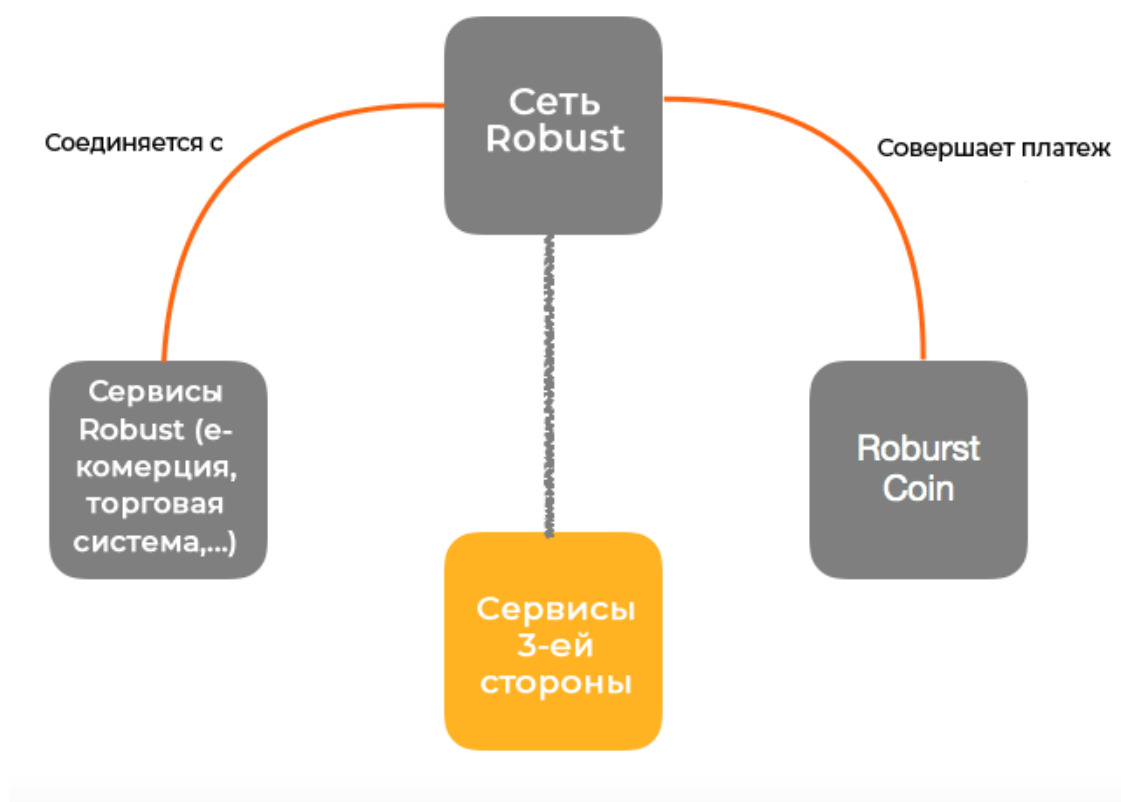 Сеть
Robust
Соединяется с
Совершает платеж
Сервисы
Robust (е-
комерция,
торговая
система,...)
Roburst
Coin
Сервисы
3-ей
стороны